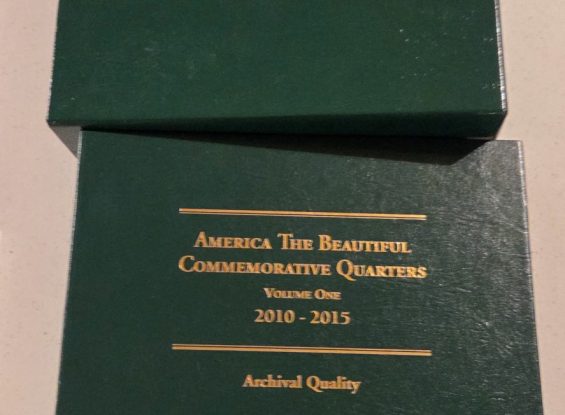 America The Beautiful
Commemorative Quarters
Volume One
2010 - 2015
Archival Quality